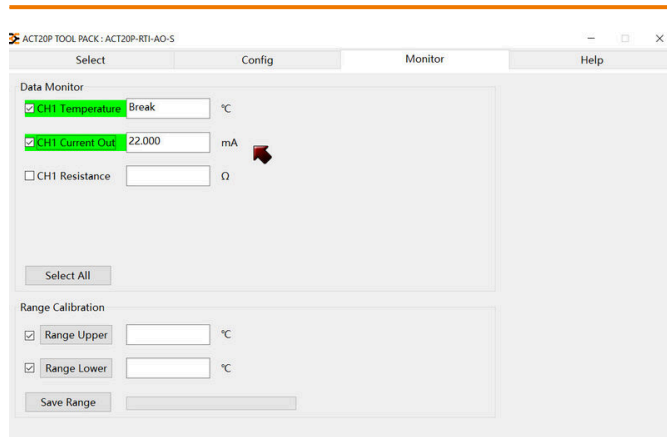 ACT20P TOOL PACK : ACT20P-RTI-AO-S
Select Config Monitor Help
Data Monitor
CH1 Temperature Break ℃
CH1 Current Out 22.000 mA
CH1 Resistance Ω
Select All
Range Calibration
Range Upper ℃
Range Lower ℃
Save Range